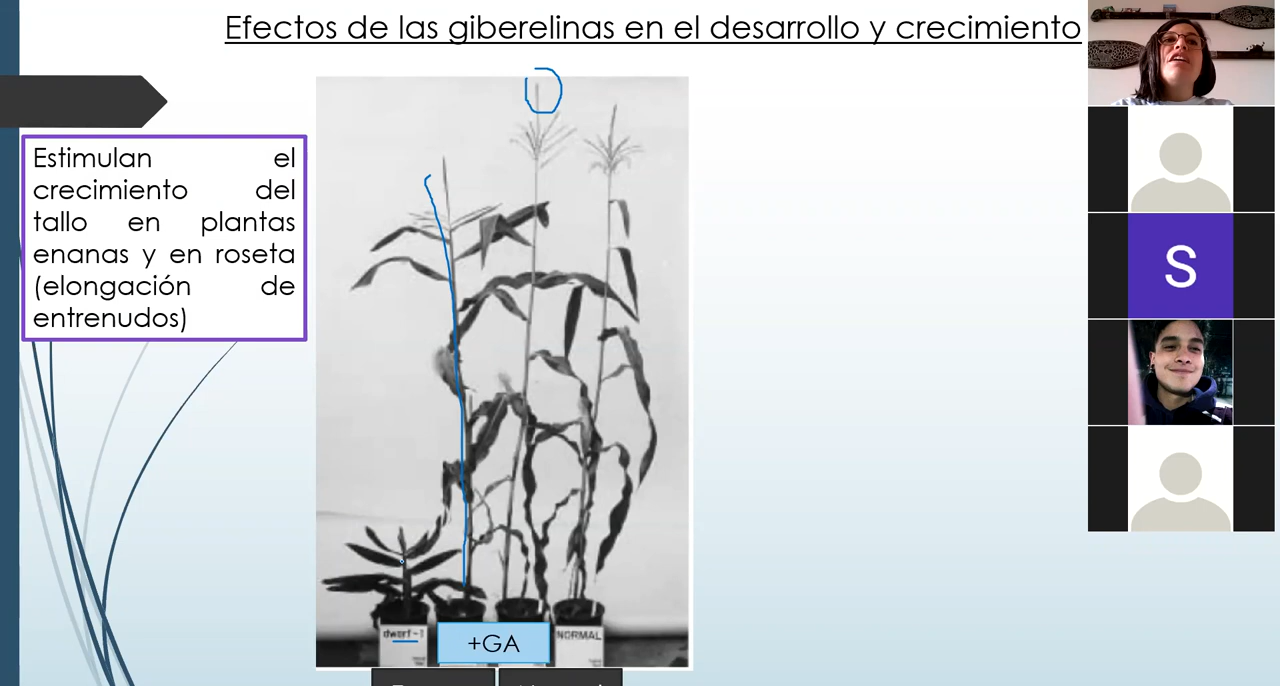 Efectos de las giberelinas en el desarrollo y crecimiento
Estimulan el
crecimiento del
tallo en plantas
enanas y en roseta
(elongación de
entrenudos)
S
dwarf-1
+GA
NORMAL